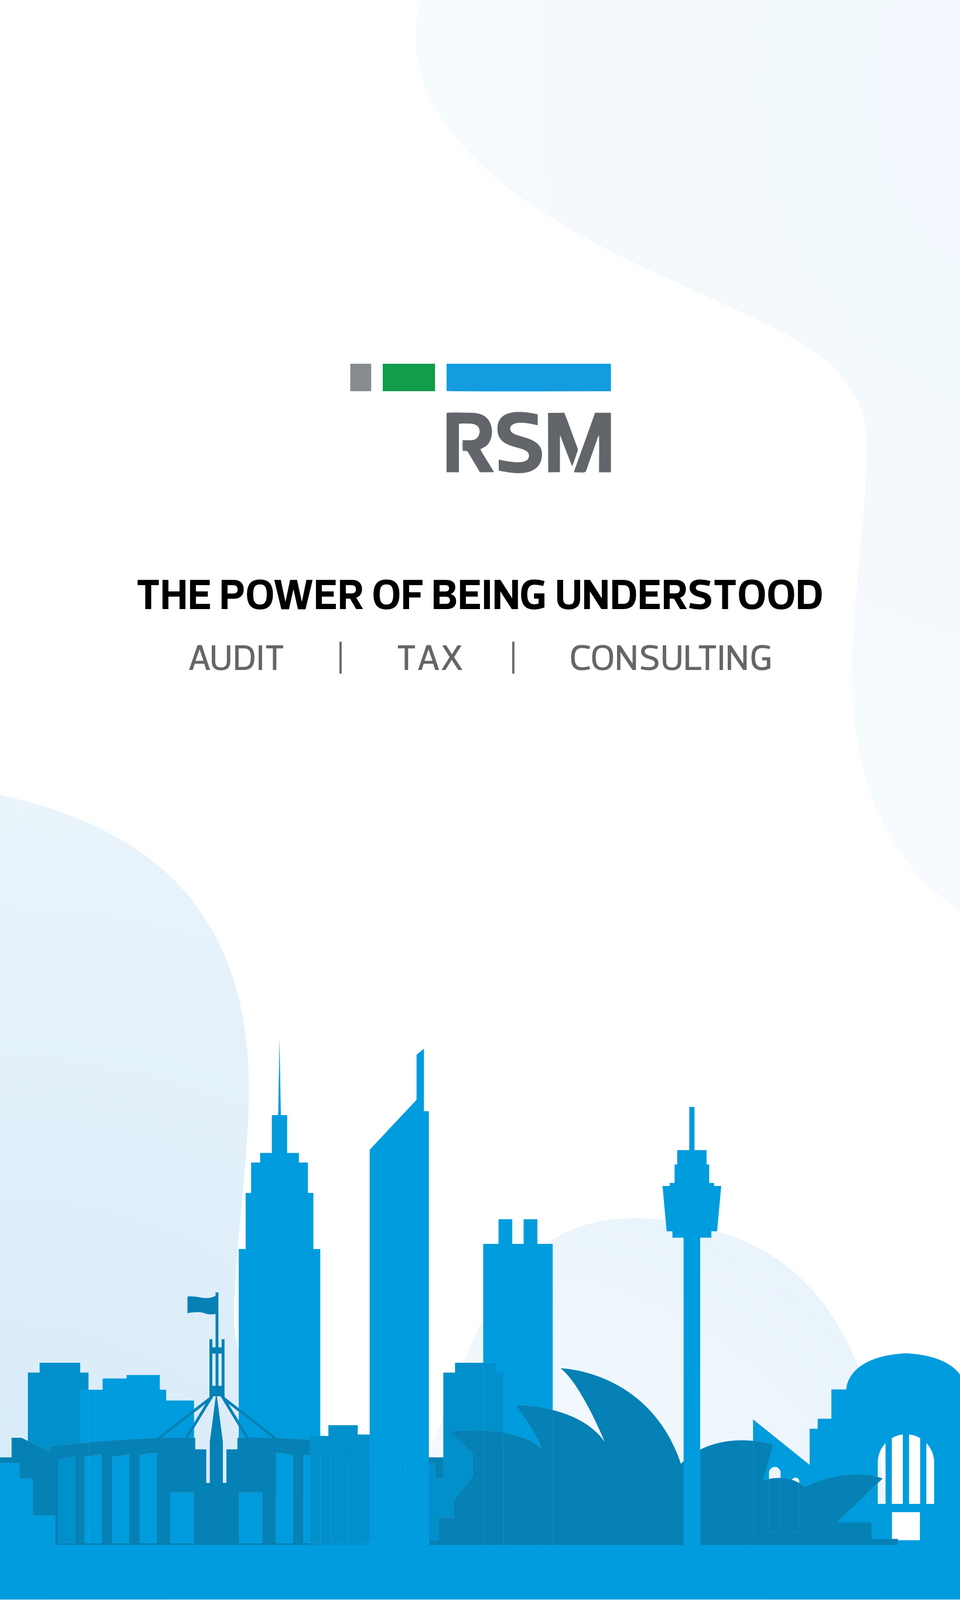 RSM
THE POWER OF BEING UNDERSTOOD
AUDIT | TAX | CONSULTING